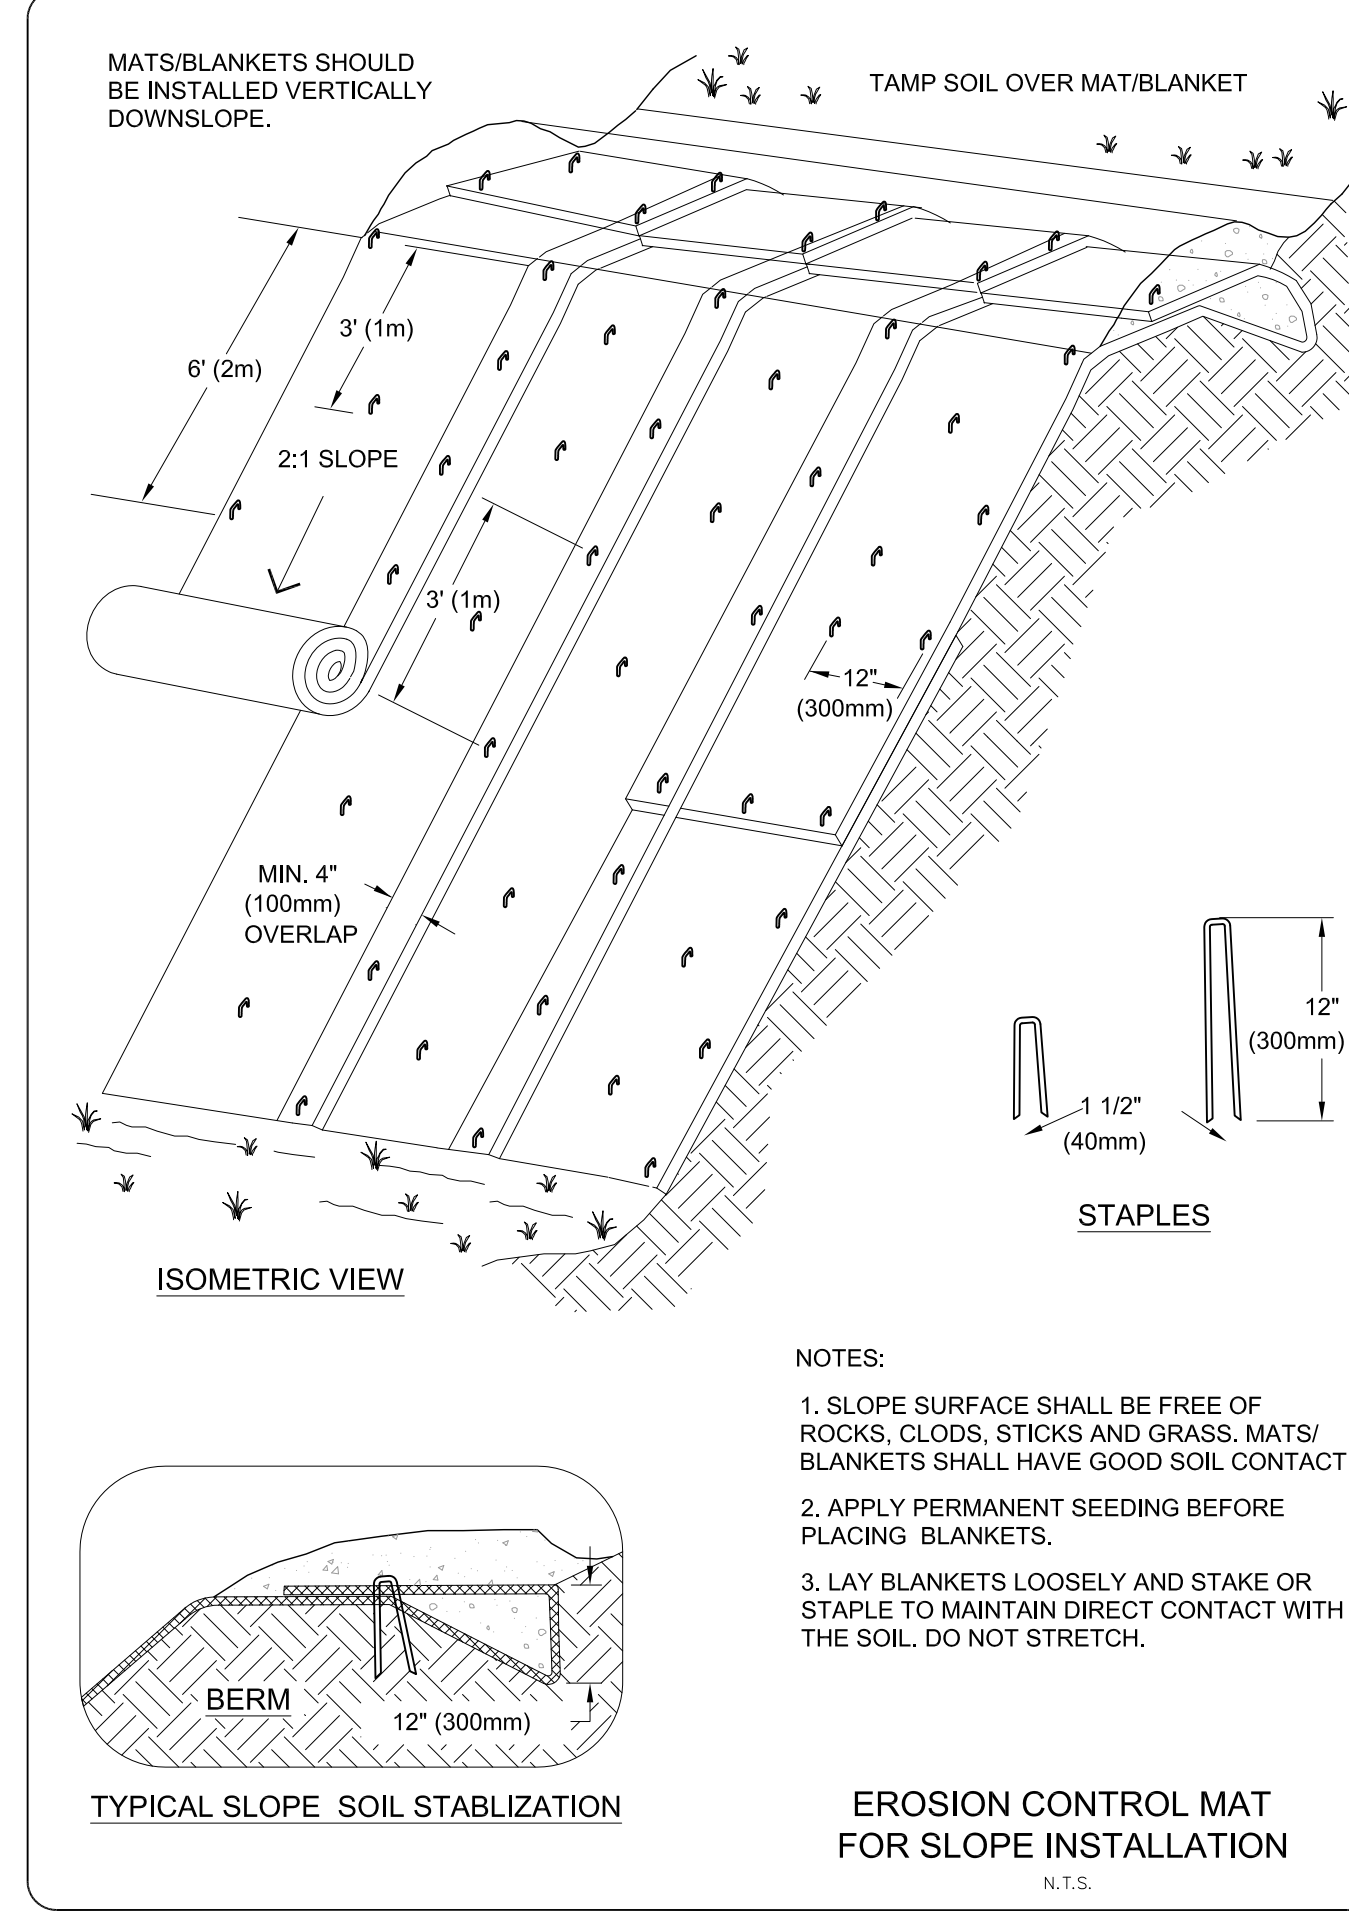 MATS/BLANKETS SHOULD
BE INSTALLED VERTICALLY
DOWNSLOPE.
TAMP SOIL OVER MAT/BLANKET
3' (1m)
6' (2m)
2:1 SLOPE
3' (1m)
12"
(300mm)
MIN. 4"
(100mm)
OVERLAP
12"
(300mm)
1 1/2"
(40mm)
STAPLES
ISOMETRIC VIEW
NOTES:
1. SLOPE SURFACE SHALL BE FREE OF
ROCKS, CLODS, STICKS AND GRASS. MATS/
BLANKETS SHALL HAVE GOOD SOIL CONTACT
2. APPLY PERMANENT SEEDING BEFORE
PLACING BLANKETS.
3. LAY BLANKETS LOOSELY AND STAKE OR
STAPLE TO MAINTAIN DIRECT CONTACT WITH
THE SOIL. DO NOT STRETCH.
BERM
12" (300mm)
TYPICAL SLOPE SOIL STABLIZATION
EROSION CONTROL MAT
FOR SLOPE INSTALLATION
N.T.S.